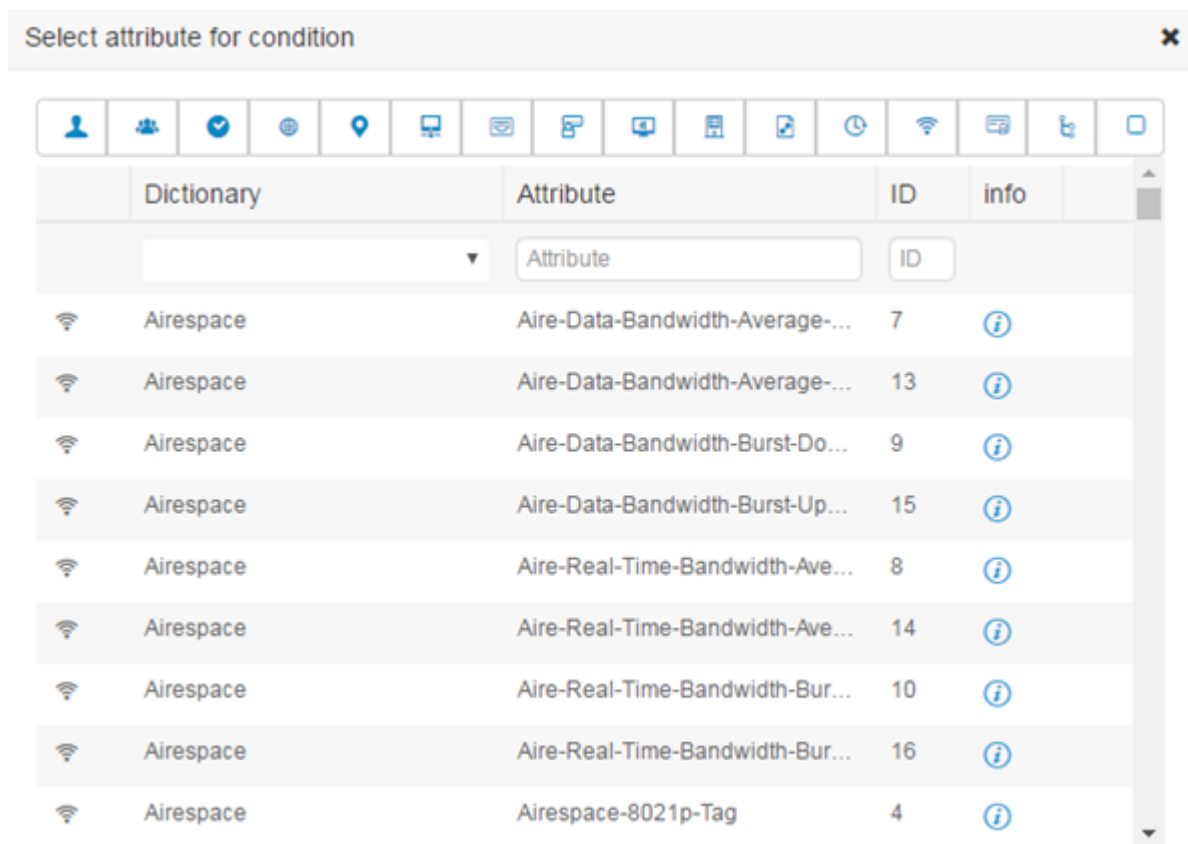 Select attribute for condition
Dictionary Attribute ID info
Attribute ID
Airespace Aire-Data-Bandwidth-Average-... 7
Airespace Aire-Data-Bandwidth-Average-... 13
Airespace Aire-Data-Bandwidth-Burst-Do... 9
Airespace Aire-Data-Bandwidth-Burst-Up... 15
Airespace Aire-Real-Time-Bandwidth-Ave... 8
Airespace Aire-Real-Time-Bandwidth-Ave... 14
Airespace Aire-Real-Time-Bandwidth-Bur... 10
Airespace Aire-Real-Time-Bandwidth-Bur... 16
Airespace Airespace-8021p-Tag 4